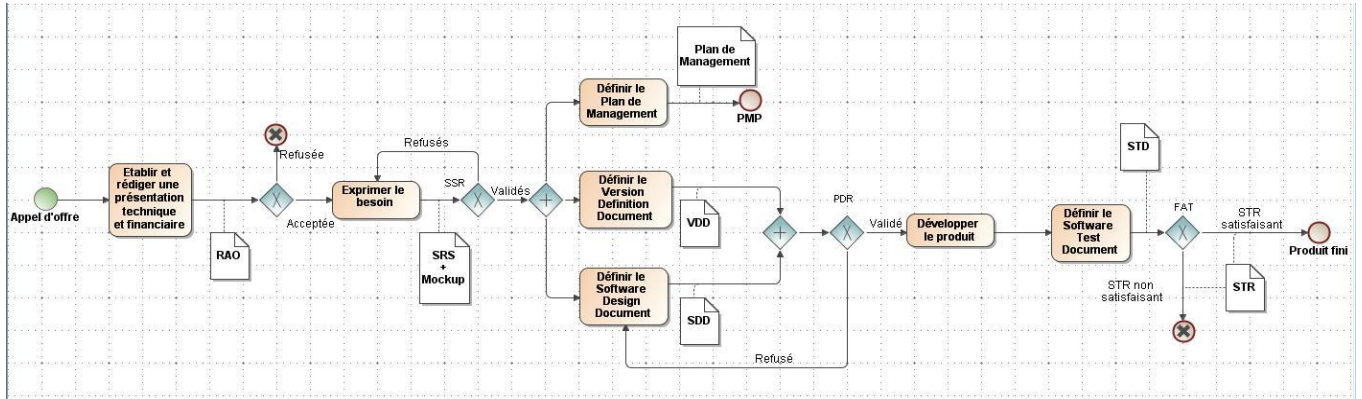 Appel d'offre
Etablir et
rédiger une
présentation
technique
et financiaire
RAO
Refusée
Acceptée
Exprimer le
besoin
Refusés
SSR
SRS
+
Mockup
Validés
Définir le
Plan de
Management
Plan de
Management
PMP
Définir le
Version
Definition
Document
VDD
Définir le
Software
Design
Document
SDD
PDR
Validé
Refusé
Développer
le produit
Définir le
Software
Test
Document
STD
FAT
STR
satisfaisant
Produit fini
STR non
satisfaisant
STR